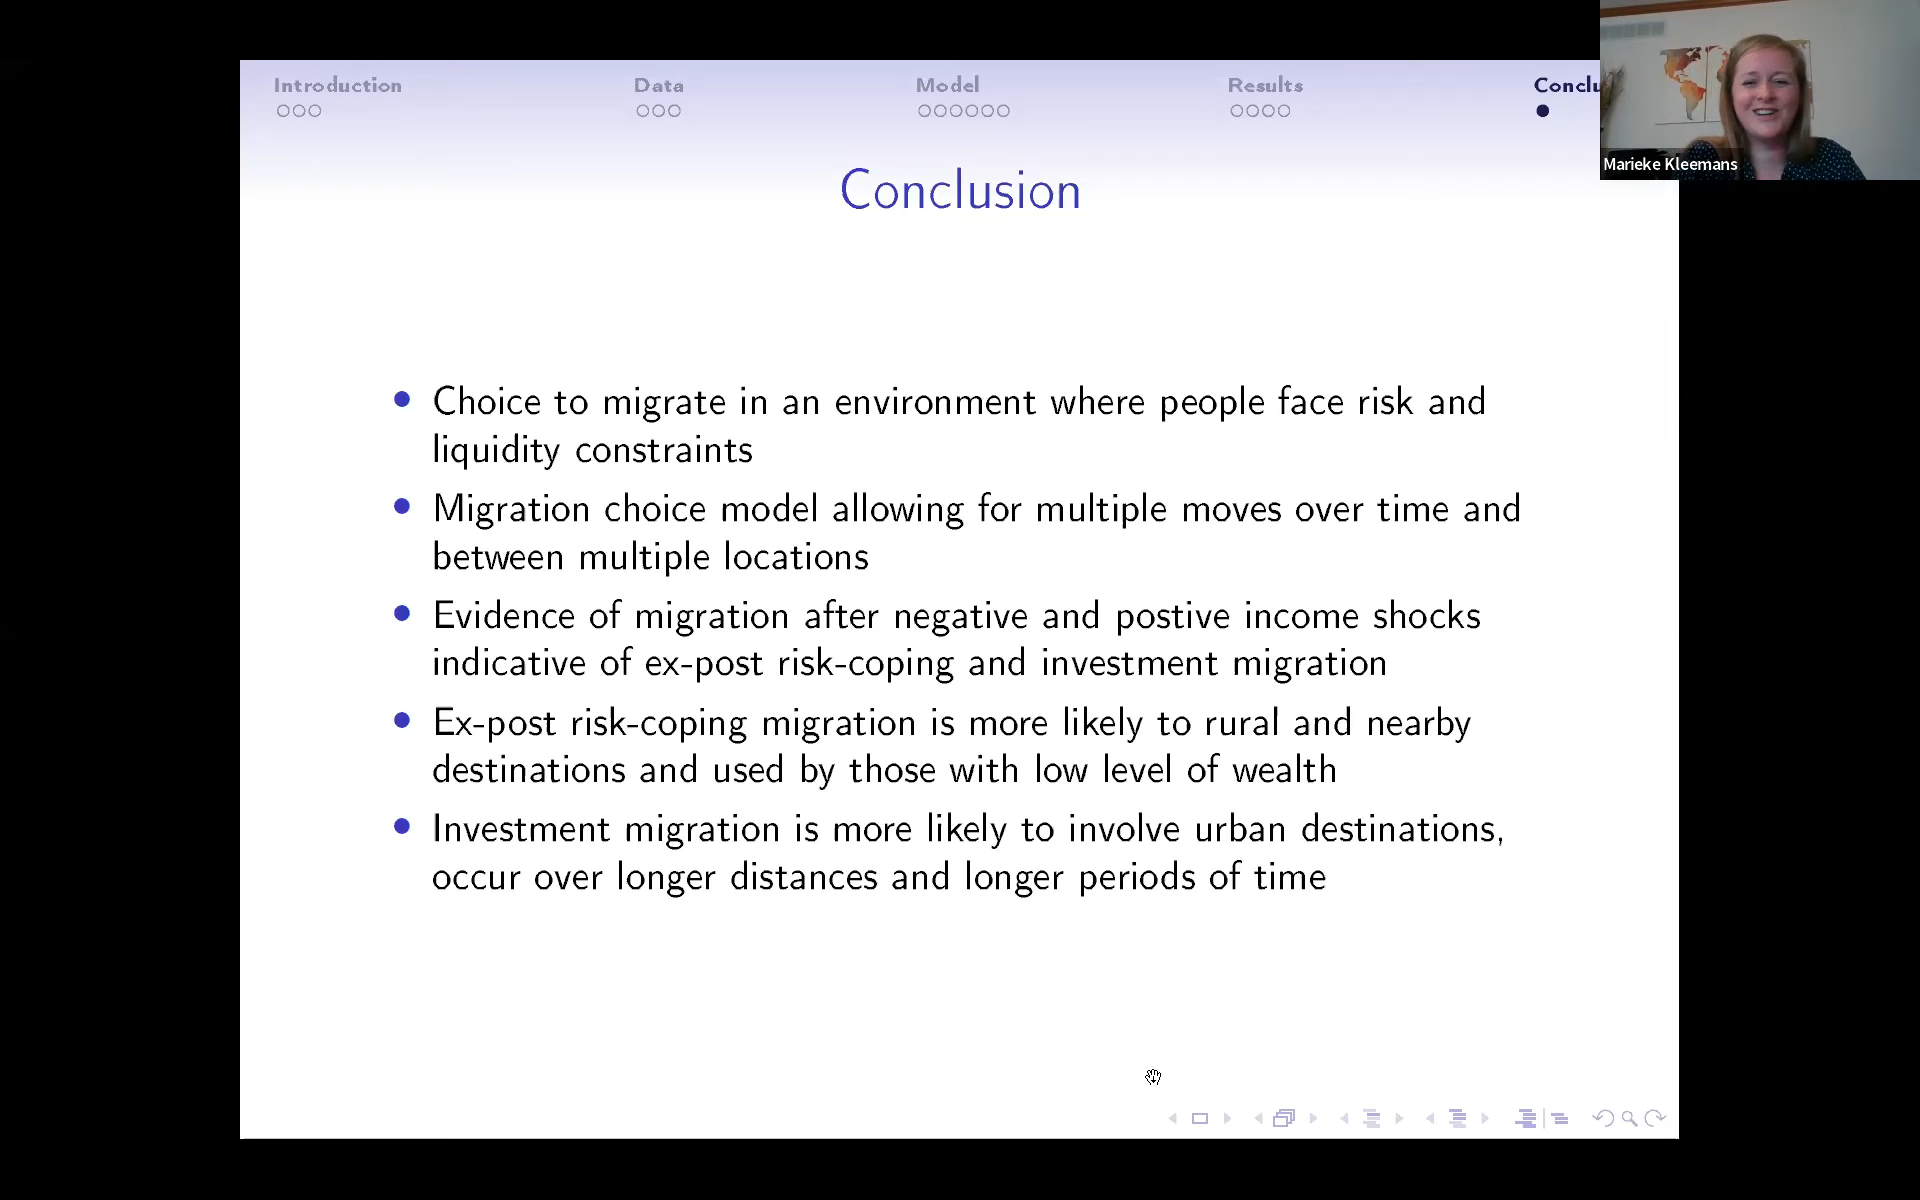 Introduction
Data
Model
Results
Conclu
Marieke Kleemans
Conclusion
Choice to migrate in an environment where people face risk and
liquidity constraints
Migration choice model allowing for multiple moves over time and
between multiple locations
Evidence of migration after negative and postive income shocks
indicative of ex-post risk-coping and investment migration
Ex-post risk-coping migration is more likely to rural and nearby
destinations and used by those with low level of wealth
Investment migration is more likely to involve urban destinations,
occur over longer distances and longer periods of time